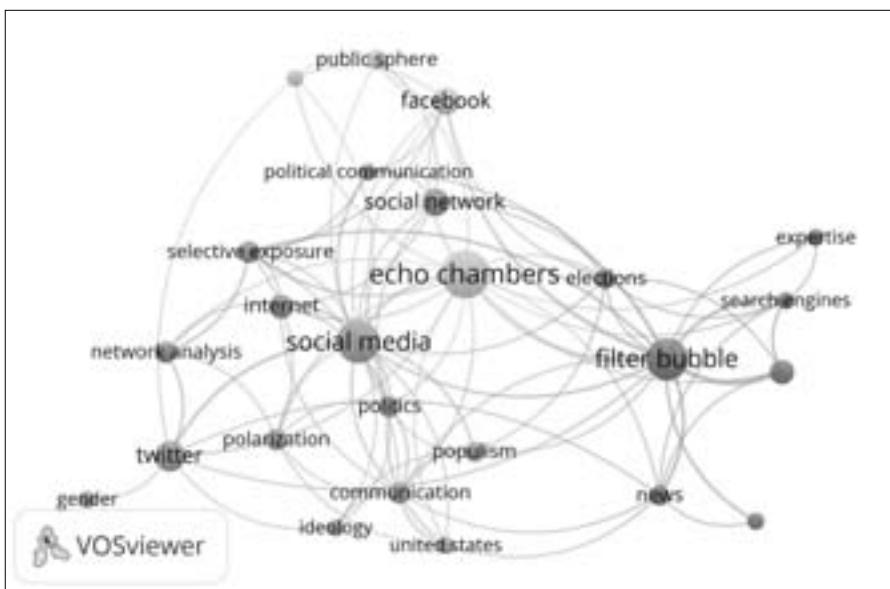 public sphere
facebook
political communication
social network
selective exposure
expertise
echo chambers
elections
internet
search engines
social media
network analysis
filter bubble
politics
polarization
populism
twitter
communication
news
gender
ideology
united states
VOSviewer